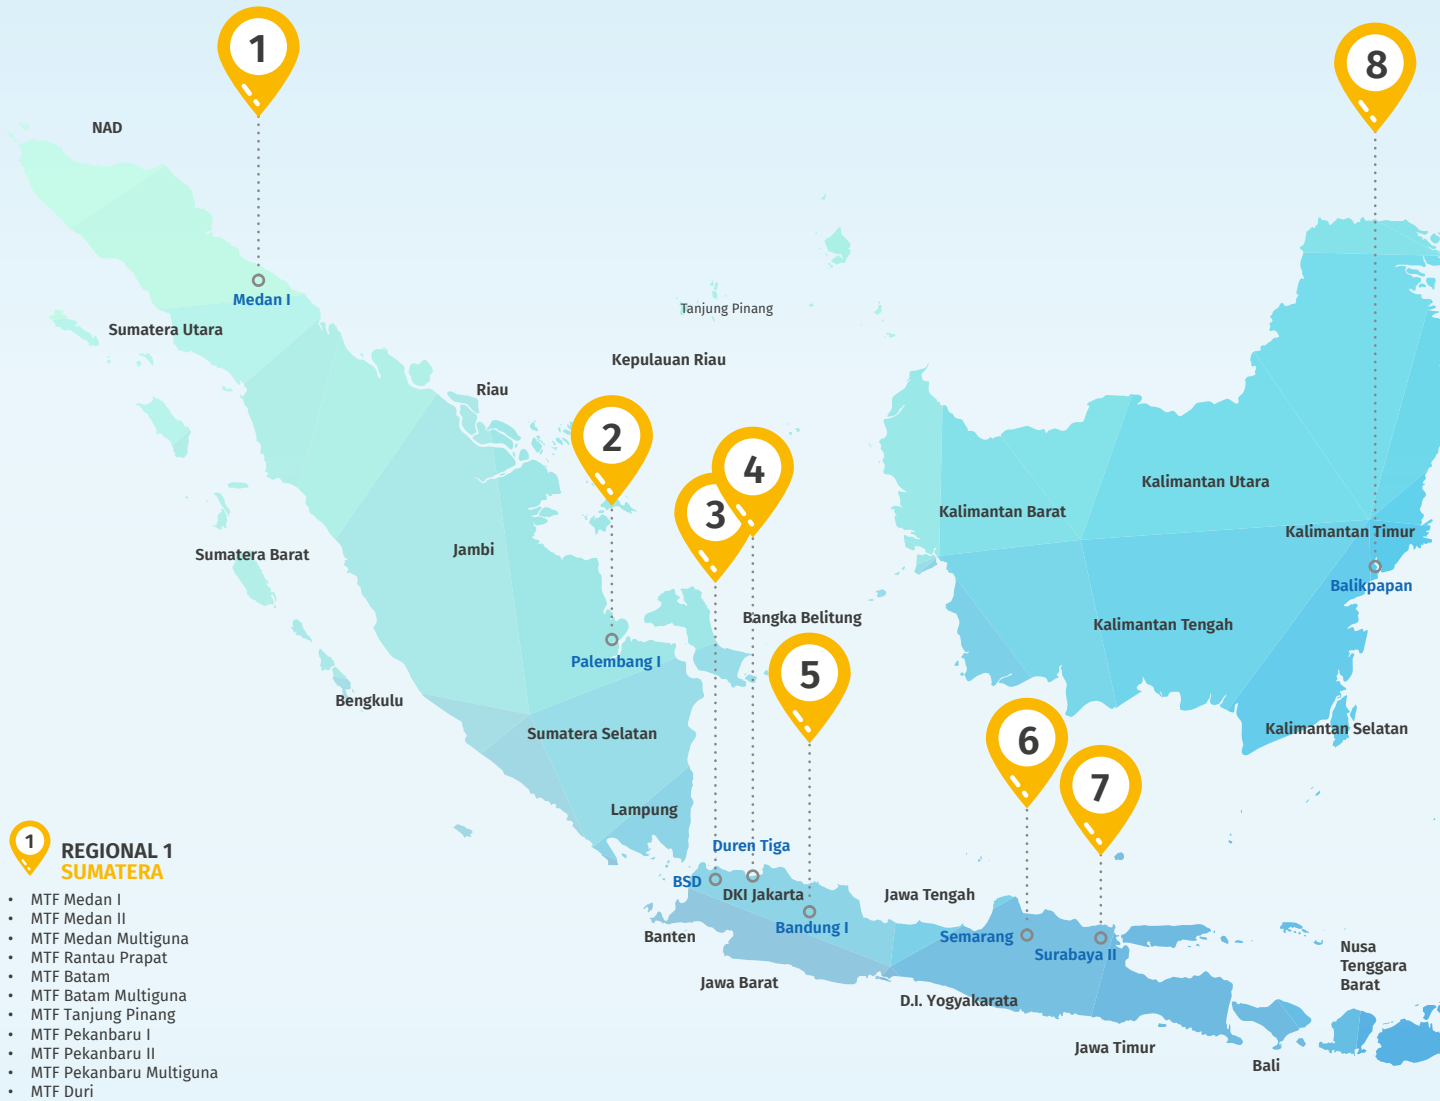 1
8
NAD
Medan I
Tanjung Pinang
Sumatera Utara
Kepulauan Riau
Riau
2
4
3
Kalimantan Utara
Kalimantan Barat
Kalimantan Timur
Sumatera Barat
Jambi
Balikpapan
Bangka Belitung
Kalimantan Tengah
Palembang I
5
Bengkulu
Sumatera Selatan
Kalimantan Selatan
6
7
Lampung
Duren Tiga
BSD
DKI Jakarta
Jawa Tengah
Bandung I
Banten
Semarang
Surabaya II
Nusa
Tenggara
Barat
Jawa Barat
D.I. Yogyakarata
Jawa Timur
Bali
1
REGIONAL 1
SUMATERA
• MTF Medan I
• MTF Medan II
• MTF Medan Multiguna
• MTF Rantau Prapat
• MTF Batam
• MTF Batam Multiguna
• MTF Tanjung Pinang
• MTF Pekanbaru I
• MTF Pekanbaru II
• MTF Pekanbaru Multiguna
• MTF Duri